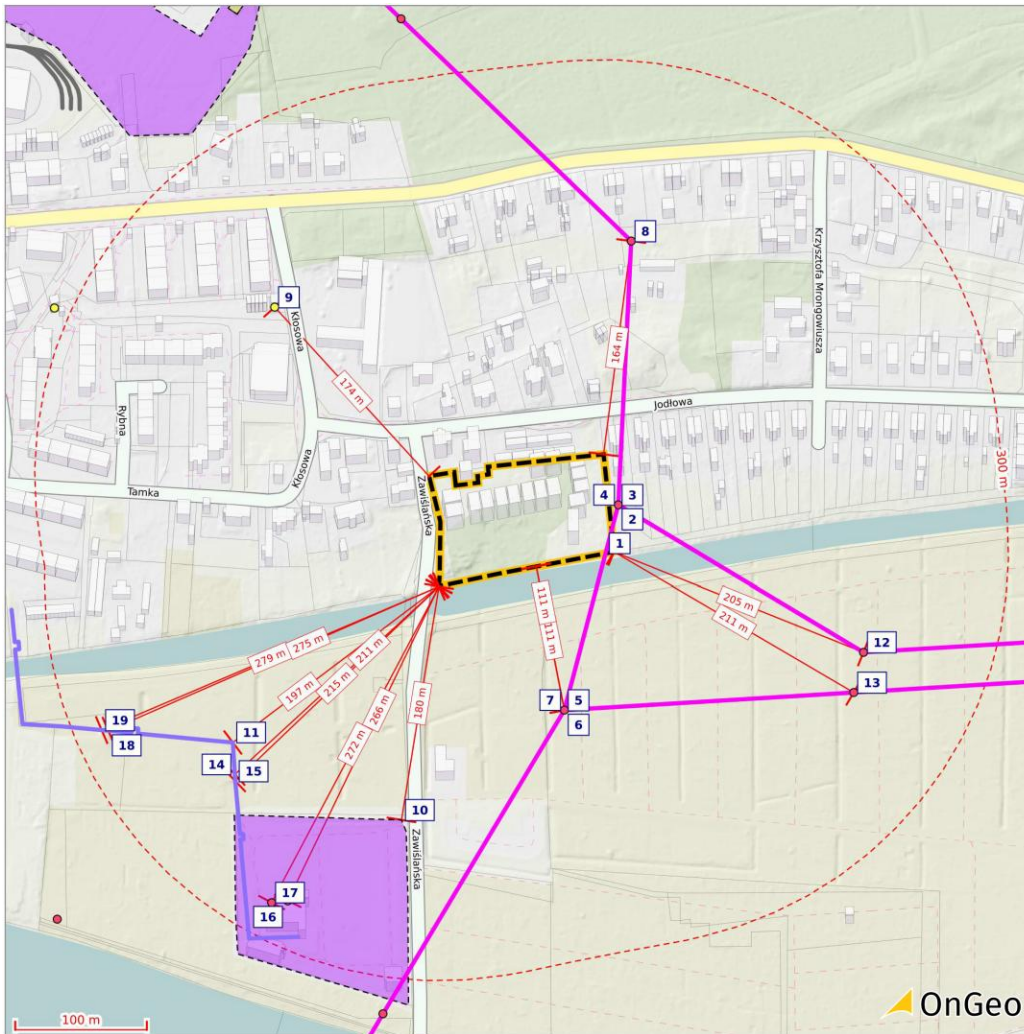 8
Krzysztofa Mrongowiusza
9
Kłosowa
164 m
174 m
Jodłowa
Rybna
300 m
Kłosowa
Tamka
Zawiślańska
4
3
2
1
111 m
111 m
205 m
211 m
12
279 m
275 m
211 m
197 m
215 m
13
7
5
6
180 m
266 m
272 m
19
18
11
14
15
10
Zawiślańska
17
16
100 m
OnGeo